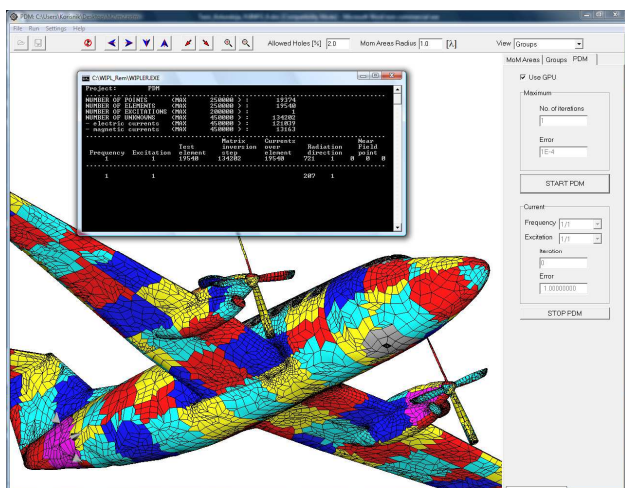 PDM: C:\Users\Korisnik\
File Run Settings Help
Allowed Holes [%] 2.0 Mom Areas Radius 1.0 [λ] View Groups
MoM Areas Groups PDM
Use GPU
Maximum
No. of iterations
1
Error
1E-4
START PDM
Current
Frequency 1/1
Excitation 1/1
Iteration
0
Error
1.00000000
STOP PDM
C:\WIPL_Rem\WIPLER.EXE
Project: PDM
NUMBER OF POINTS (MAX 250000 ) : 19374
NUMBER OF ELEMENTS (MAX 250000 ) : 19540
NUMBER OF EXCITATIONS (MAX 200000 ) : 1
NUMBER OF UNKNOWNS (MAX 450000 ) : 134202
- electric currents (MAX 450000 ) : 121039
- magnetic currents (MAX 450000 ) : 13163
Matrix Currents Near
Test inversion over Radiation Field
Frequency Excitation element step element direction point
1 1 19540 134202 19540 721 1 0 0 0
1 1 207 1